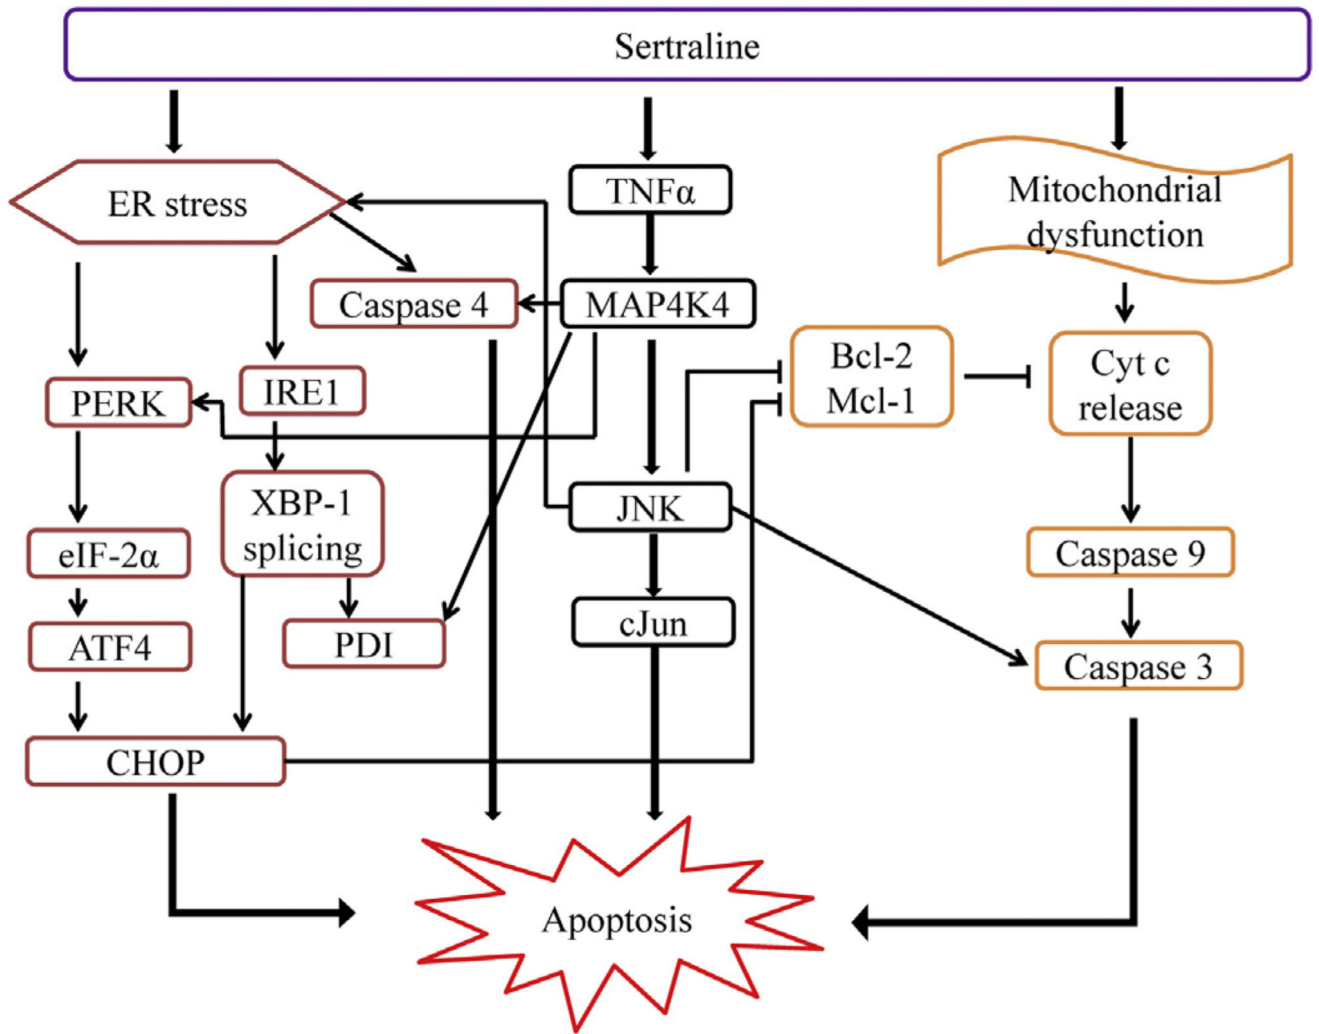 Sertraline
ER stress
TNFα
Mitochondrial
dysfunction
Caspase 4
MAP4K4
Bcl-2
Mcl-1
Cyt c
release
PERK
IRE1
XBP-1
splicing
JNK
eIF-2α
Caspase 9
ATF4
PDI
cJun
Caspase 3
CHOP
Apoptosis